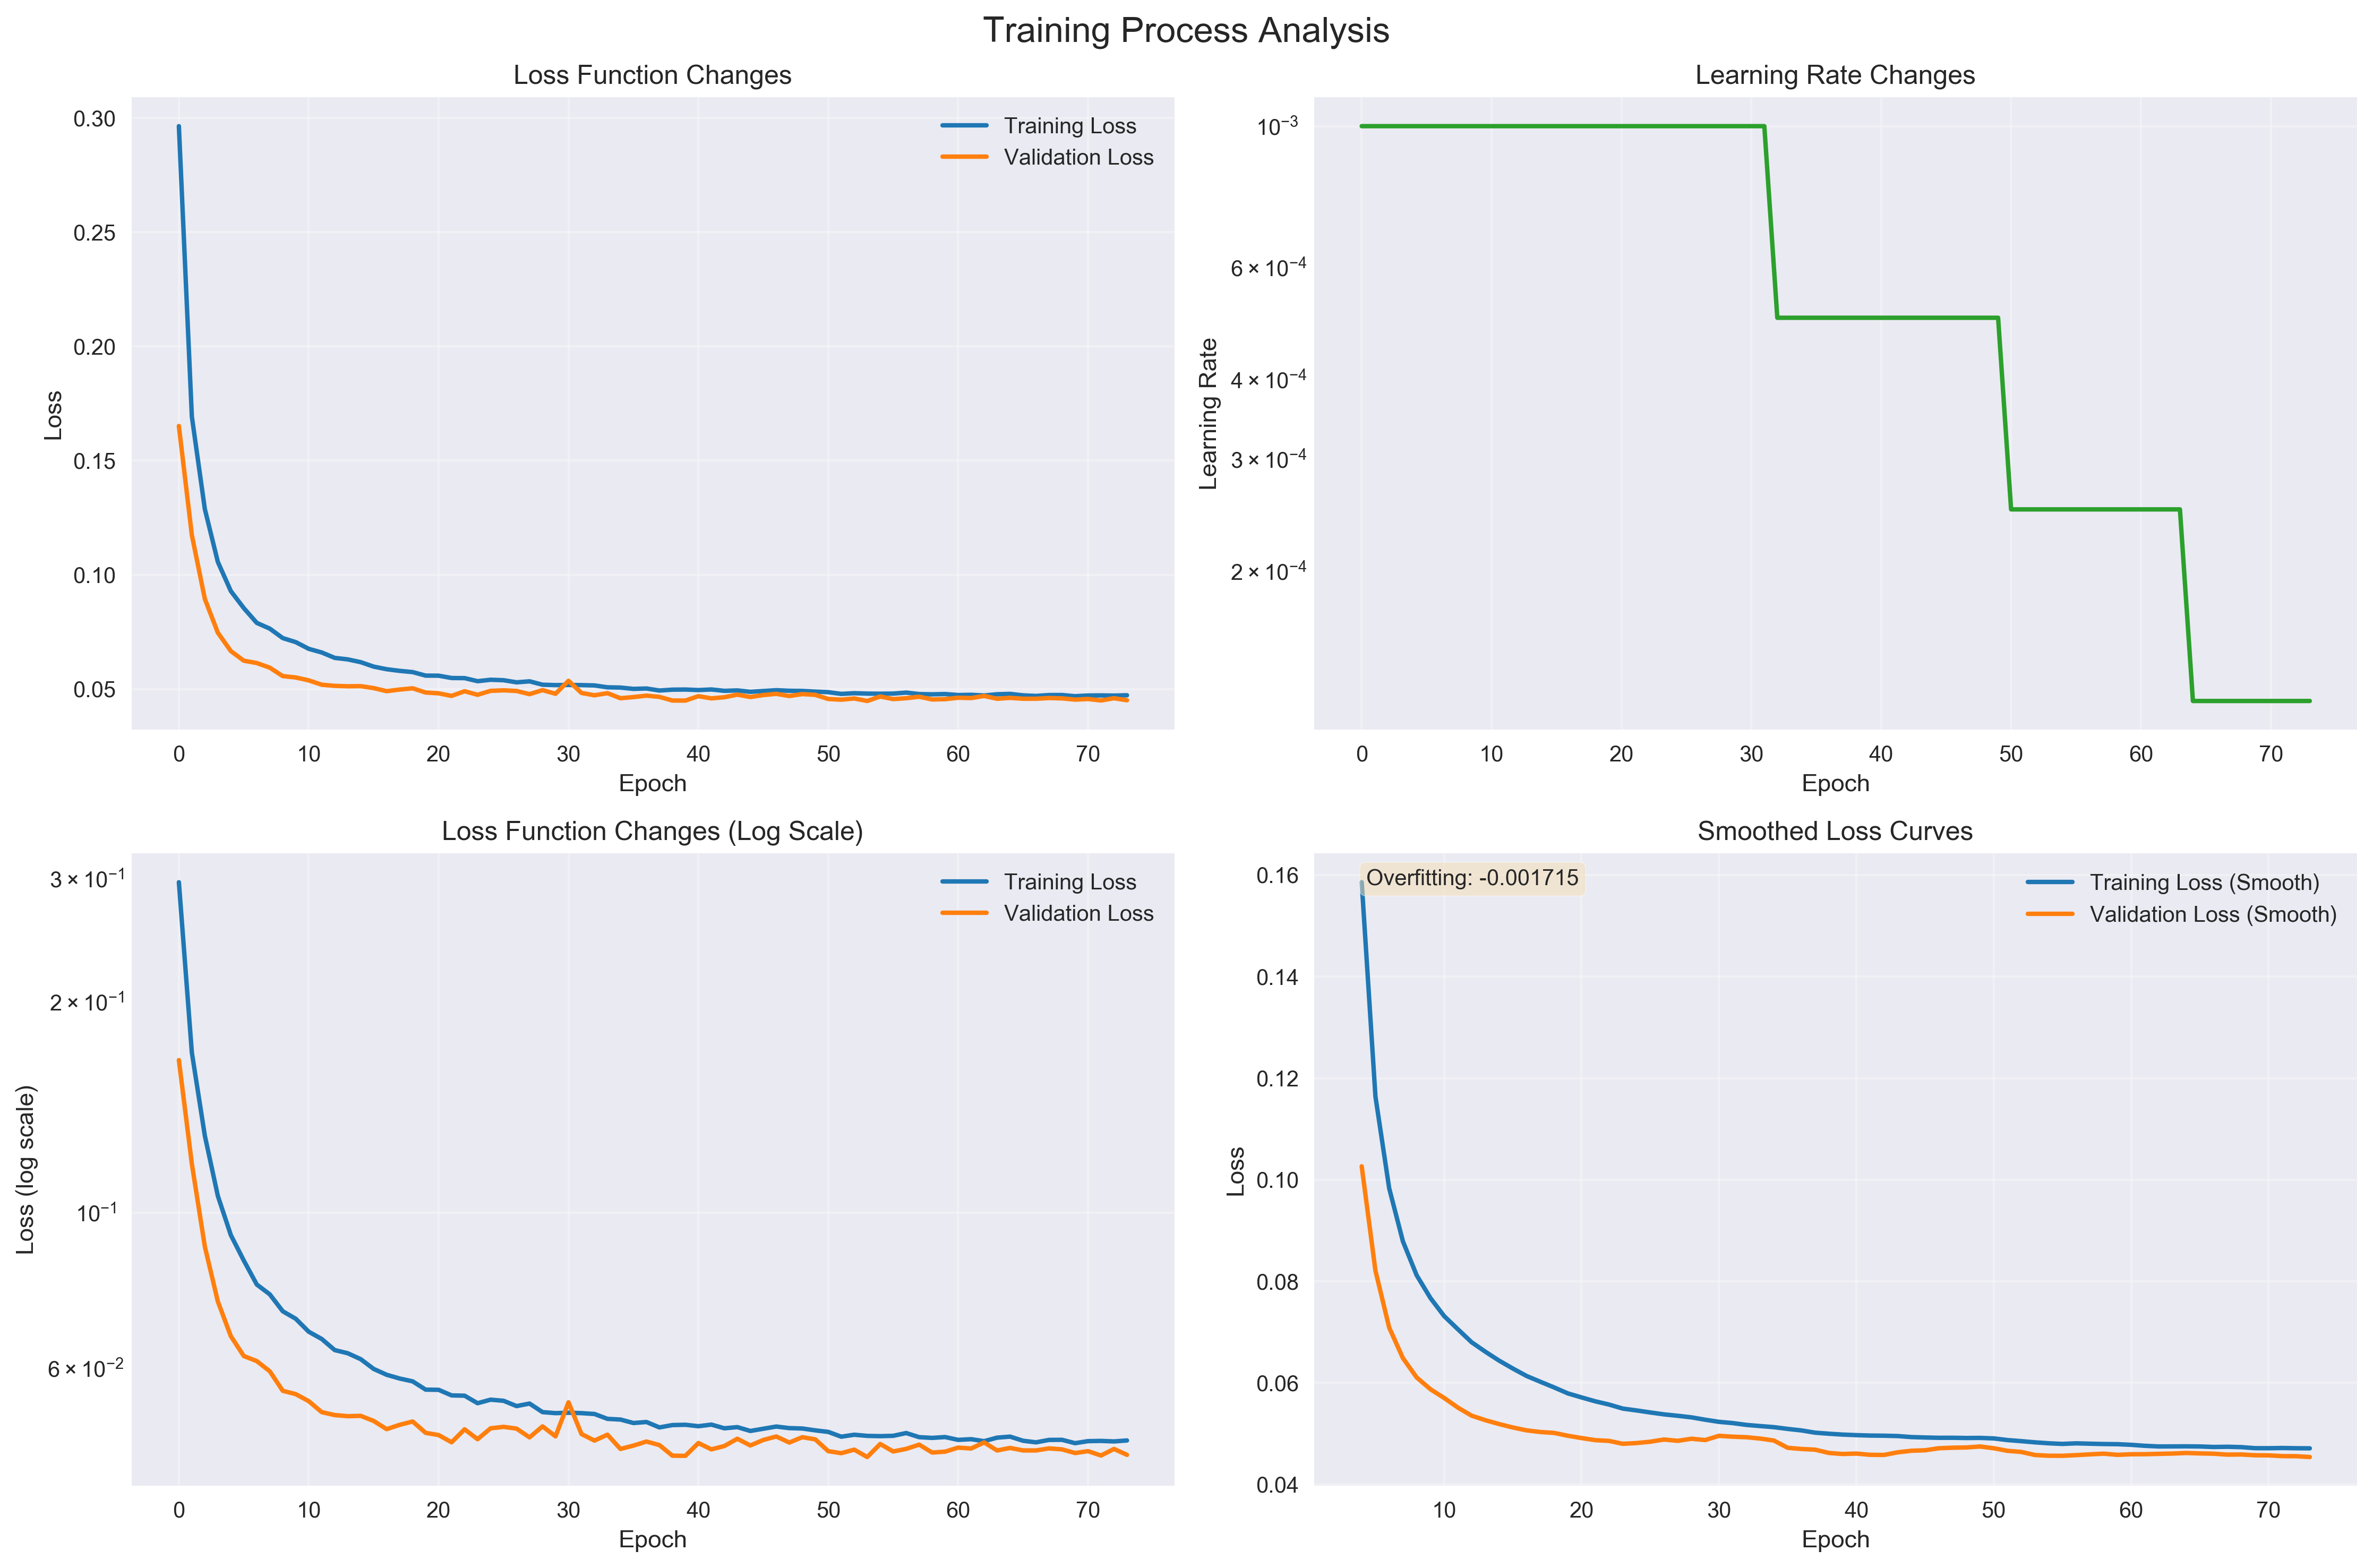 Training Process Analysis
Loss Function Changes
0.30
0.25
0.20
0.15
0.10
0.05
Loss
Training Loss
Validation Loss
0 10 20 30 40 50 60 70
Epoch
Learning Rate Changes
10⁻³
6 × 10⁻⁴
4 × 10⁻⁴
3 × 10⁻⁴
2 × 10⁻⁴
Learning Rate
0 10 20 30 40 50 60 70
Epoch
Loss Function Changes (Log Scale)
3 × 10⁻¹
2 × 10⁻¹
10⁻¹
6 × 10⁻²
Loss (log scale)
Training Loss
Validation Loss
0 10 20 30 40 50 60 70
Epoch
Smoothed Loss Curves
0.16
0.14
0.12
0.10
0.08
0.06
0.04
Loss
Overfitting: -0.001715
Training Loss (Smooth)
Validation Loss (Smooth)
10 20 30 40 50 60 70
Epoch